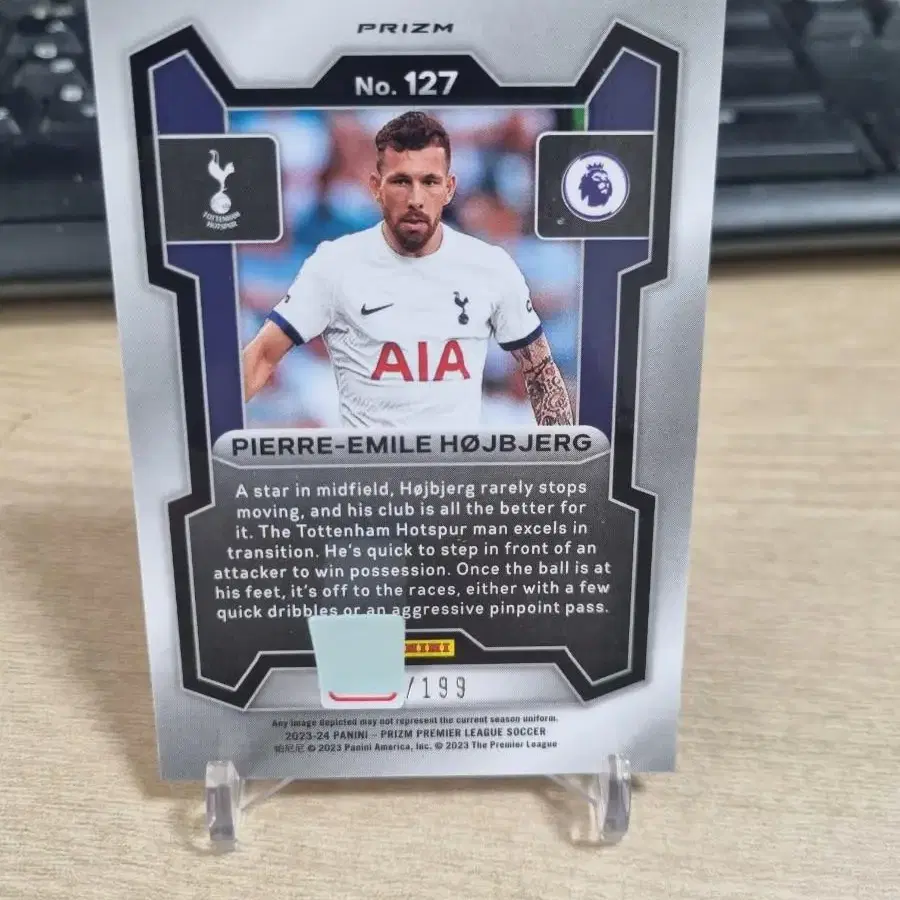 PRIZM
No. 127
TOTTENHAM
HOTSPUR
AIA
PIERRE-EMILE HØJBJERG
A star in midfield, Højbjerg rarely stops
moving, and his club is all the better for
it. The Tottenham Hotspur man excels in
transition. He's quick to step in front of an
attacker to win possession. Once the ball is at
his feet, it's off to the races, either with a few
quick dribbles or an aggressive pinpoint pass.
/199
Any image depicted may not represent the current season uniform.
2023-24 PANINI – PRIZM PREMIER LEAGUE SOCCER
帕尼尼 © 2023 Panini America, Inc. © 2023 The Premier League